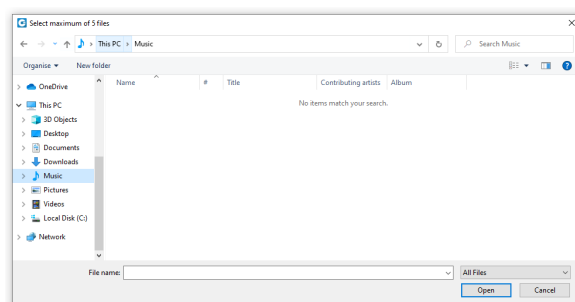 Select maximum of 5 files
This PC > Music
Search Music
Organise
New folder
Name
#
Title
Contributing artists
Album
No items match your search.
OneDrive
This PC
3D Objects
Desktop
Documents
Downloads
Music
Pictures
Videos
Local Disk (C:)
Network
File name:
All Files
Open
Cancel